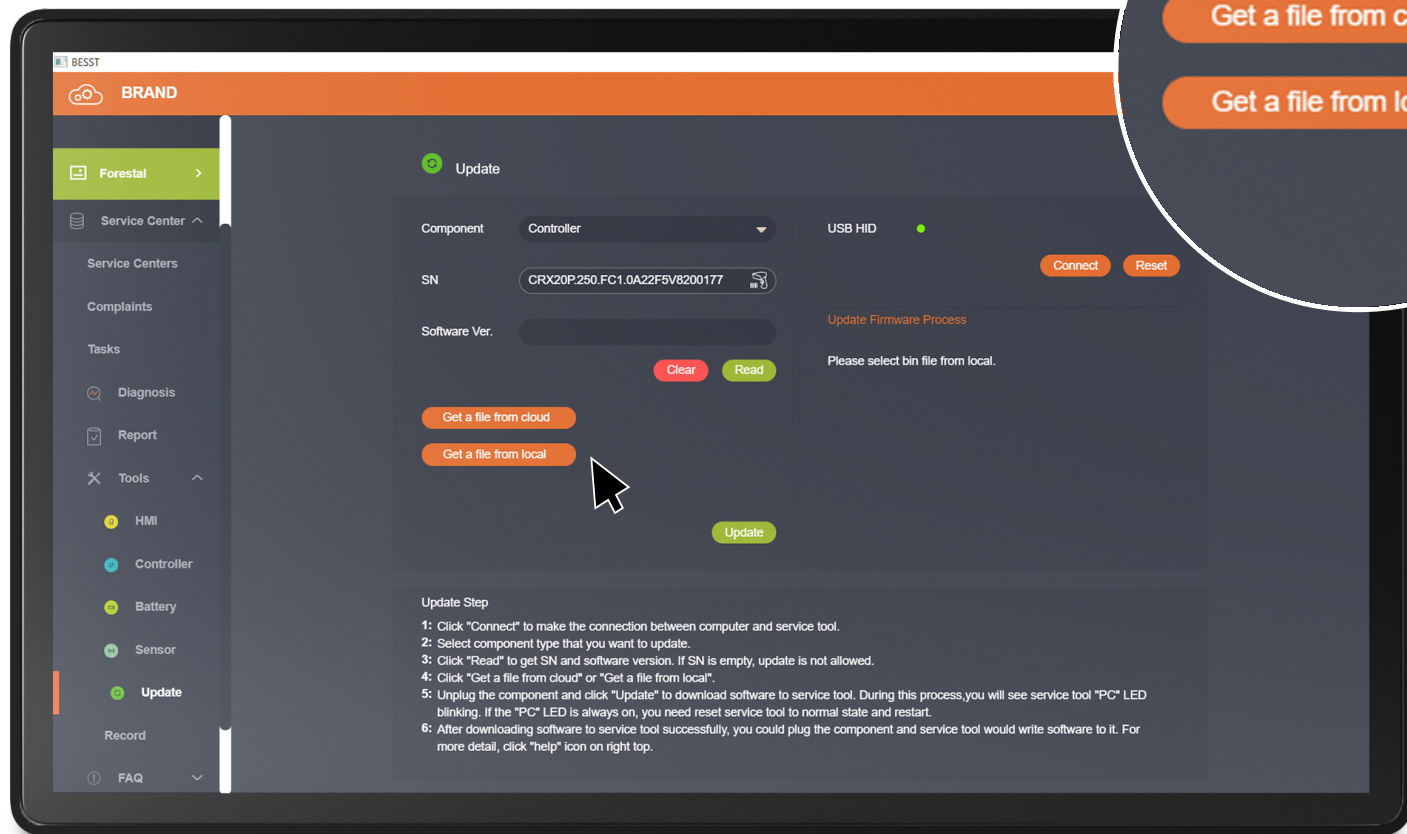 BESST
BRAND
Forestal
Service Center
Service Centers
Complaints
Tasks
Diagnosis
Report
Tools
HMI
Controller
Battery
Sensor
Update
Record
FAQ
Update
Component
Controller
SN
CRX20P.250.FC1.0A22F5V8200177
Software Ver.
Clear
Read
Get a file from cloud
Get a file from local
Update
USB HID
Connect
Reset
Update Firmware Process
Please select bin file from local.
Update Step
1: Click "Connect" to make the connection between computer and service tool.
2: Select component type that you want to update.
3: Click "Read" to get SN and software version. If SN is empty, update is not allowed.
4: Click "Get a file from cloud" or "Get a file from local".
5: Unplug the component and click "Update" to download software to service tool. During this process,you will see service tool "PC" LED
blinking. If the "PC" LED is always on, you need reset service tool to normal state and restart.
6: After downloading software to service tool successfully, you could plug the component and service tool would write software to it. For
more detail, click "help" icon on right top.
Get a file from c
Get a file from lo